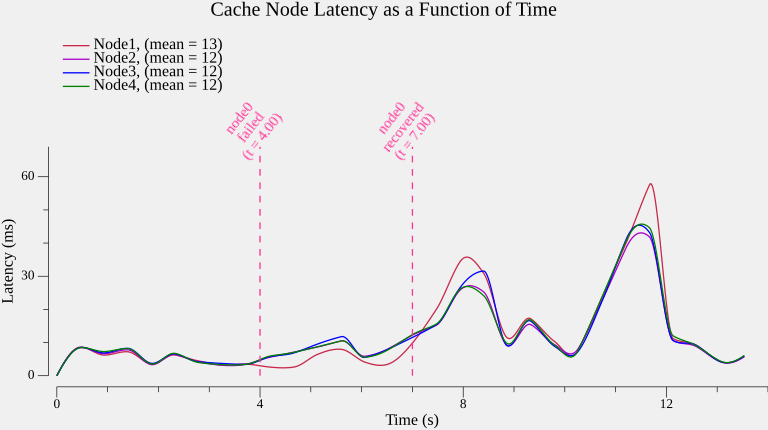 Cache Node Latency as a Function of Time
Node1, (mean = 13)
Node2, (mean = 12)
Node3, (mean = 12)
Node4, (mean = 12)
node0
failed
(t = 4.00)
node0
recovered
(t = 7.00)
60
30
0
Latency (ms)
0
4
8
12
Time (s)